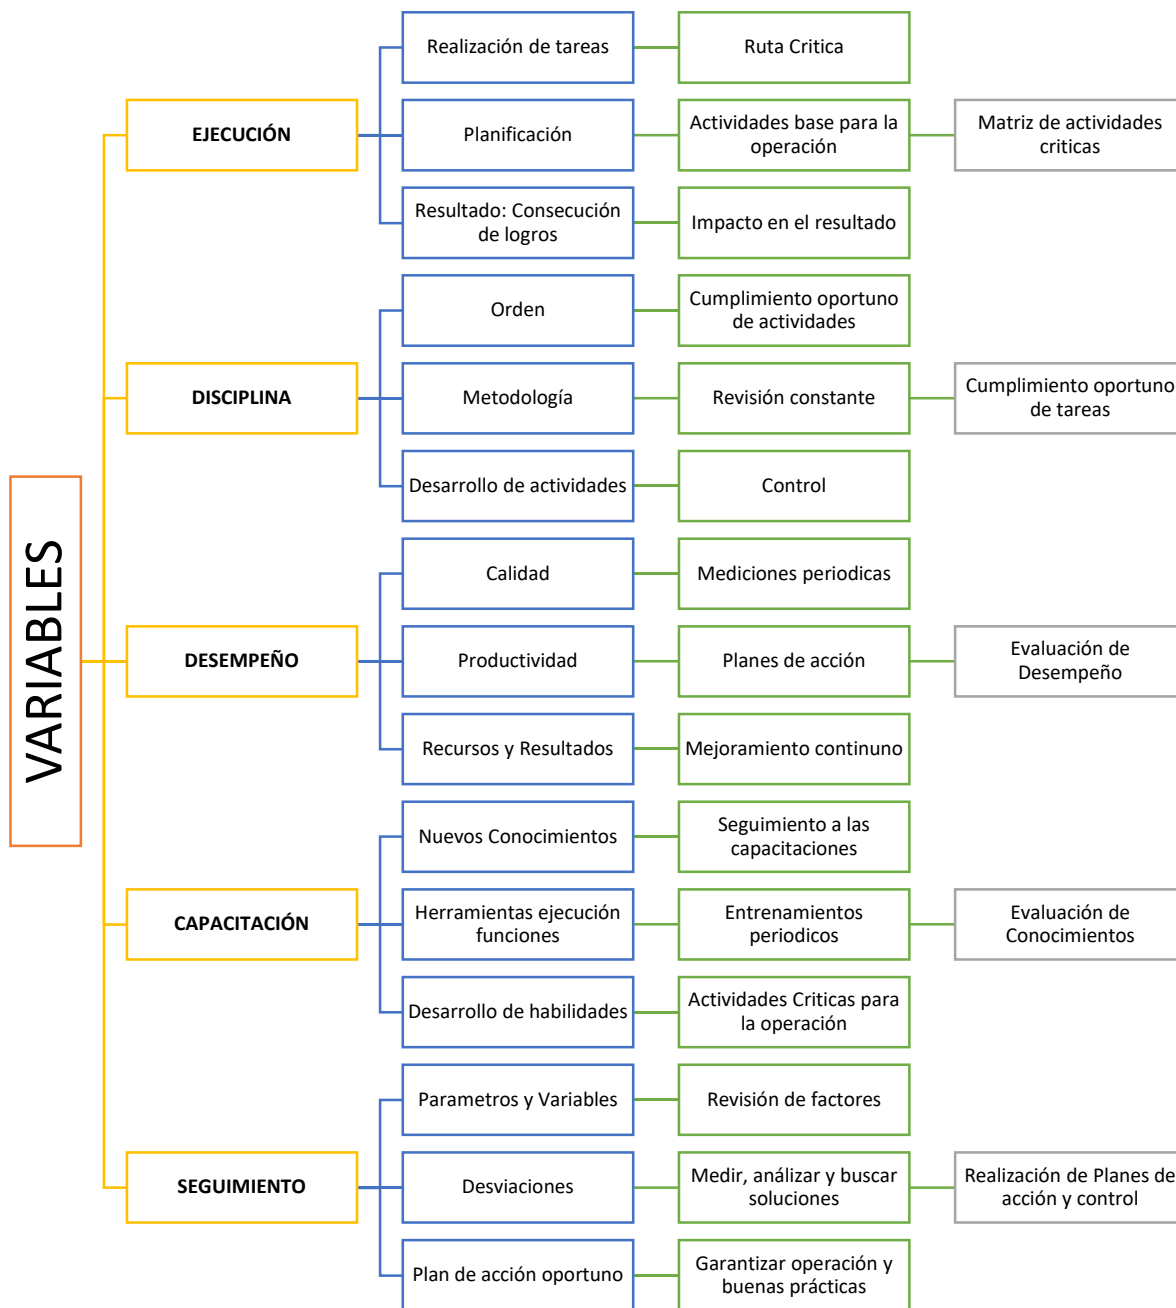 VARIABLES
EJECUCIÓN
Realización de tareas
Ruta Critica
Planificación
Actividades base para la
operación
Matriz de actividades
criticas
Resultado: Consecución
de logros
Impacto en el resultado
DISCIPLINA
Orden
Cumplimiento oportuno
de actividades
Metodología
Revisión constante
Cumplimiento oportuno
de tareas
Desarrollo de actividades
Control
DESEMPEÑO
Calidad
Mediciones periodicas
Productividad
Planes de acción
Evaluación de
Desempeño
Recursos y Resultados
Mejoramiento continuno
CAPACITACIÓN
Nuevos Conocimientos
Seguimiento a las
capacitaciones
Herramientas ejecución
funciones
Entrenamientos
periodicos
Evaluación de
Conocimientos
Desarrollo de habilidades
Actividades Criticas para
la operación
SEGUIMIENTO
Parametros y Variables
Revisión de factores
Desviaciones
Medir, análizar y buscar
soluciones
Realización de Planes de
acción y control
Plan de acción oportuno
Garantizar operación y
buenas prácticas